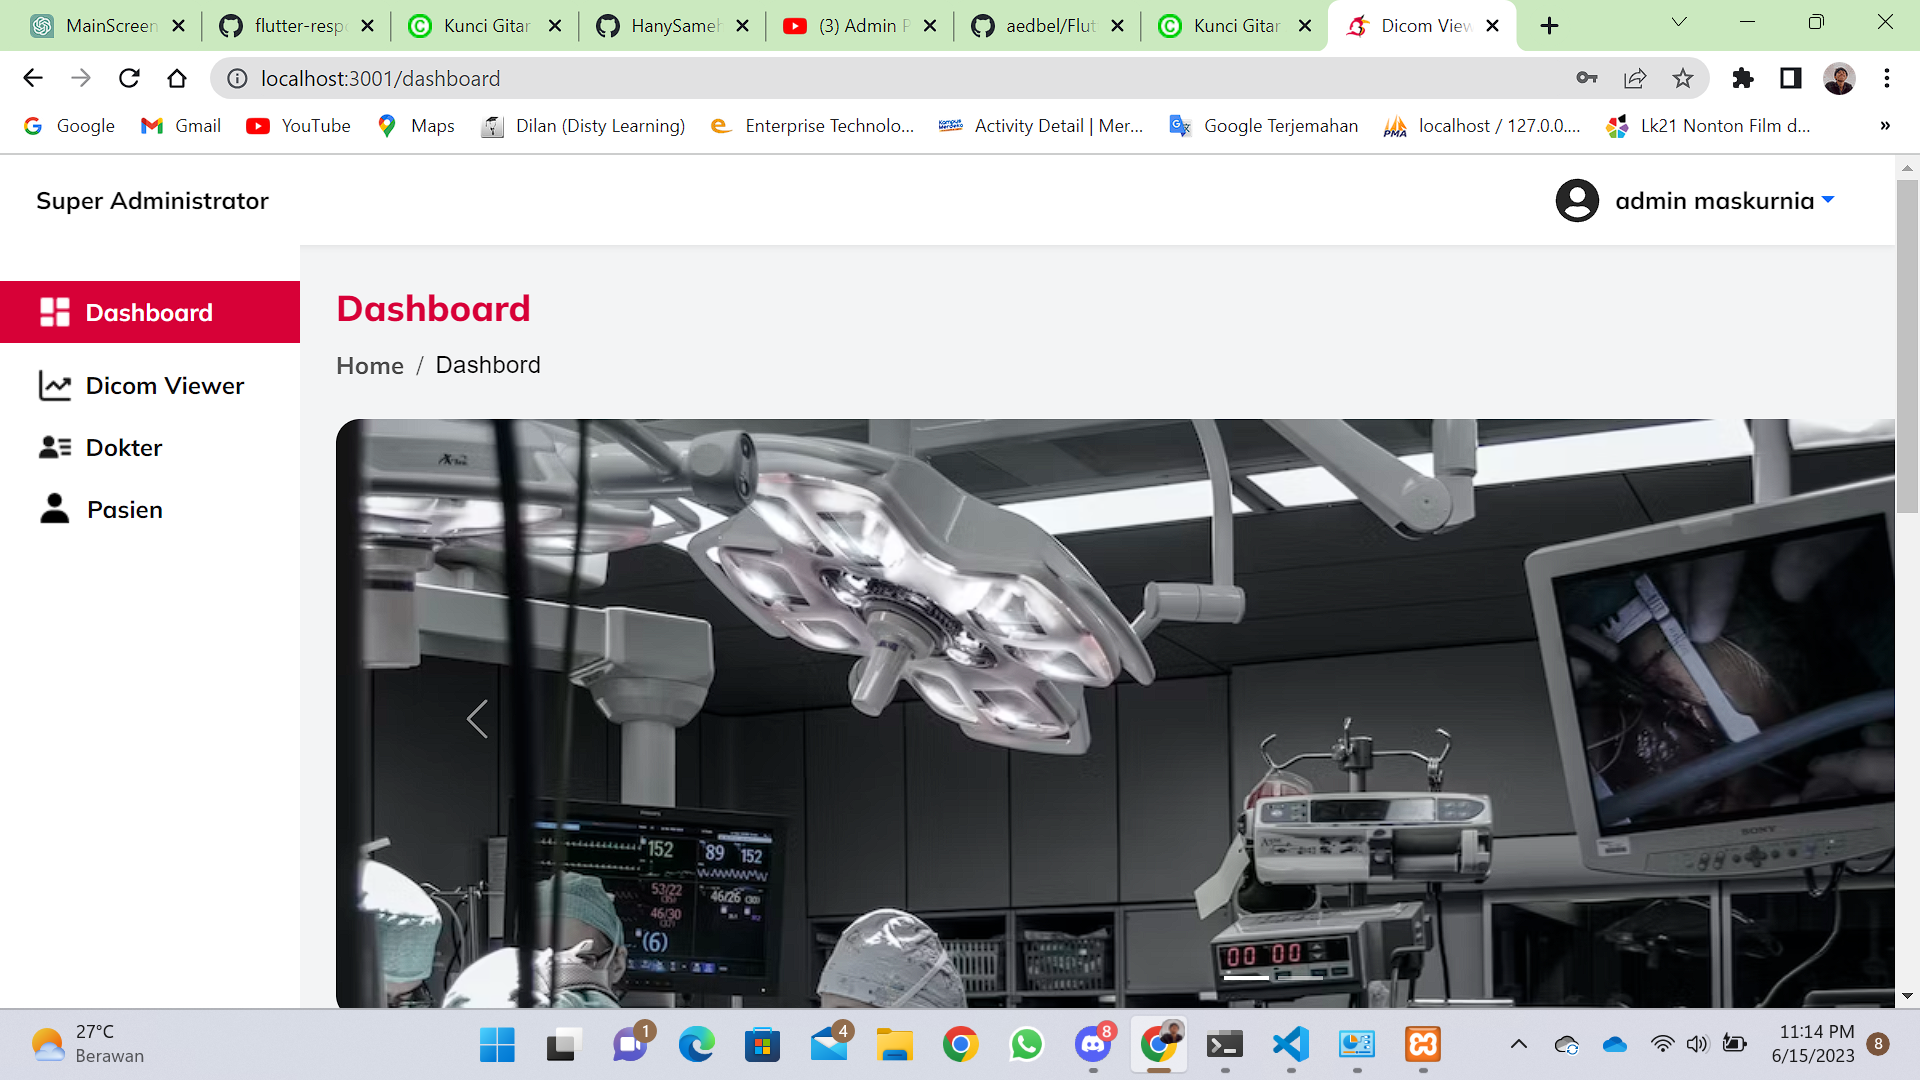 MainScreen
flutter-resp
Kunci Gitar
HanySameh
(3) Admin P
aedbel/Flut
Kunci Gitar
Dicom View
localhost:3001/dashboard
Google
Gmail
YouTube
Maps
Dilan (Disty Learning)
Enterprise Technolo...
Activity Detail | Mer...
Google Terjemahan
localhost / 127.0.0....
Lk21 Nonton Film d...
Super Administrator
admin maskurnia
Dashboard
Dicom Viewer
Dokter
Pasien
Dashboard
Home / Dashbord
SONY
152
89 152
53/22
46/26 (30)
46/30
(6)
00 00
27°C
Berawan
1
4
8
11:14 PM
6/15/2023
8